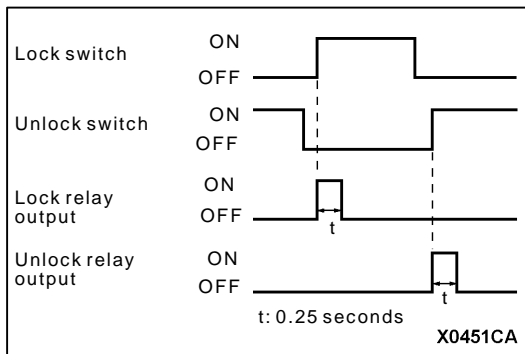 ON
Lock switch
OFF
ON
Unlock switch
OFF
ON
Lock relay
output
OFF
t
ON
Unlock relay
output
OFF
t
t: 0.25 seconds
X0451CA